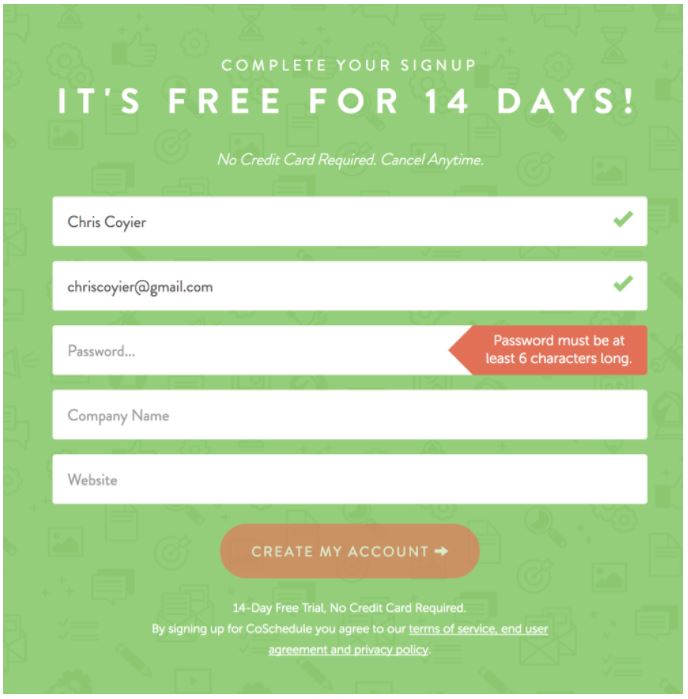 COMPLETE YOUR SIGNUP
IT'S FREE FOR 14 DAYS!
No Credit Card Required. Cancel Anytime.
Chris Coyier
chriscoyier@gmail.com
Password...
Password must be at
least 6 characters long.
Company Name
Website
CREATE MY ACCOUNT
14-Day Free Trial, No Credit Card Required.
By signing up for CoSchedule you agree to our terms of service, end user
agreement and privacy policy.